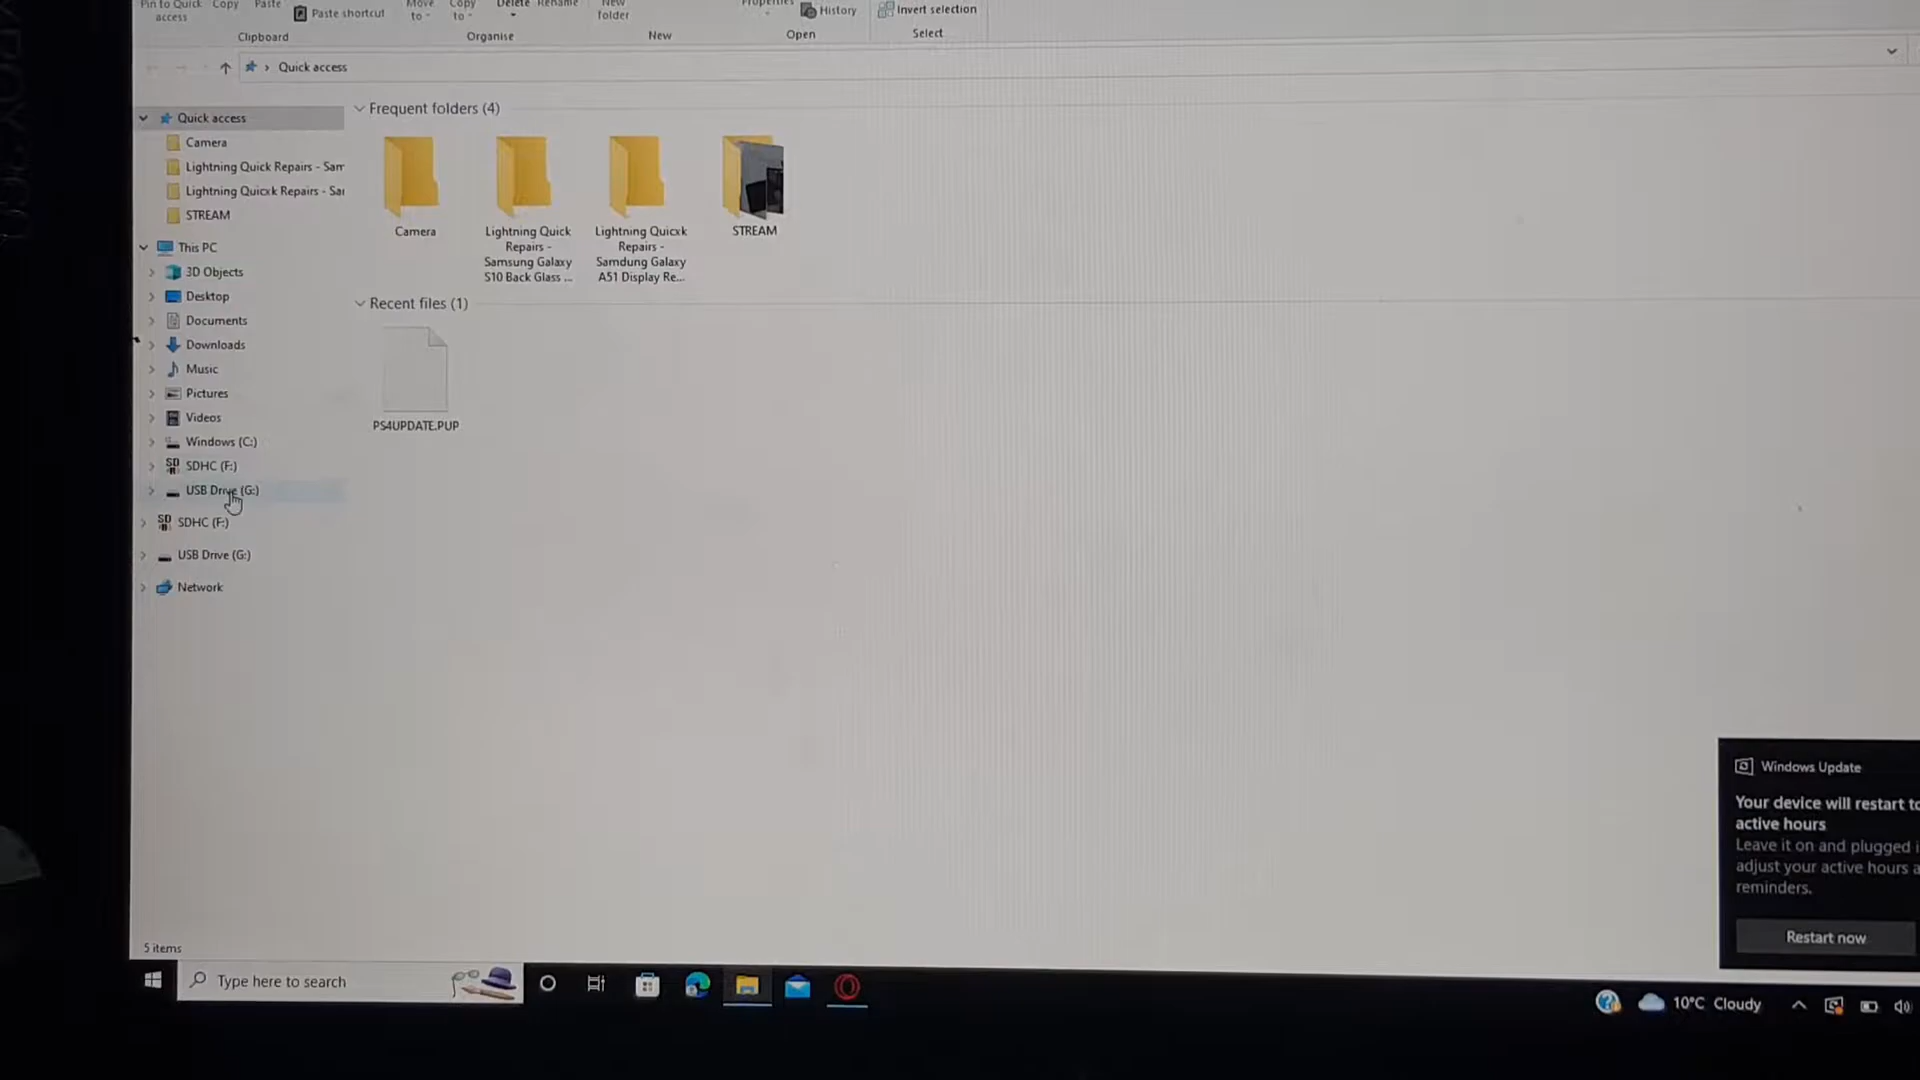 Pin to Quick access
Copy
Paste
Paste shortcut
Move to
Copy to
Delete
Rename
New folder
Properties
History
Invert selection
Clipboard
Organise
New
Open
Select
Quick access
Quick access
Camera
Lightning Quick Repairs - Sam
Lightning Quicxk Repairs - Sai
STREAM
This PC
3D Objects
Desktop
Documents
Downloads
Music
Pictures
Videos
Windows (C:)
SDHC (F:)
USB Drive (G:)
SDHC (F:)
USB Drive (G:)
Network
Frequent folders (4)
Camera
Lightning Quick
Repairs -
Samsung Galaxy
S10 Back Glass ...
Lightning Quicxk
Repairs -
Samdung Galaxy
A51 Display Re...
STREAM
Recent files (1)
PS4UPDATE.PUP
Windows Update
Your device will restart to
active hours
Leave it on and plugged i
adjust your active hours a
reminders.
Restart now
5 items
Type here to search
10°C Cloudy